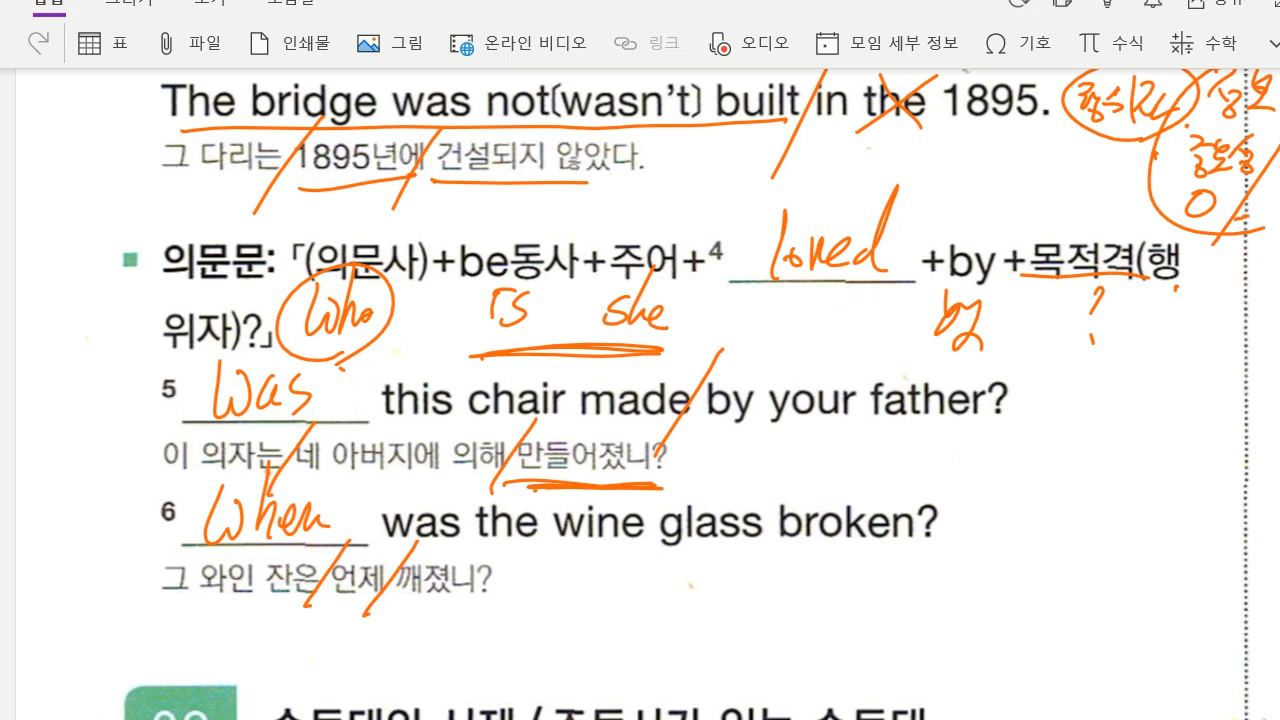 표 파일 인쇄물 그림 온라인 비디오 링크 오디오 모임 세부 정보 기호 수식 수학
The bridge was not(wasn't) built in the 1895.
그 다리는 1895년에 건설되지 않았다.
의문문: 「(의문사)+be동사+주어+4 loved +by+목적격(행
who is she by ?
위자)?」
5 Was this chair made by your father?
이 의자는 네 아버지에 의해 만들어졌니?
6 When was the wine glass broken?
그 와인 잔은 언제 깨졌니?